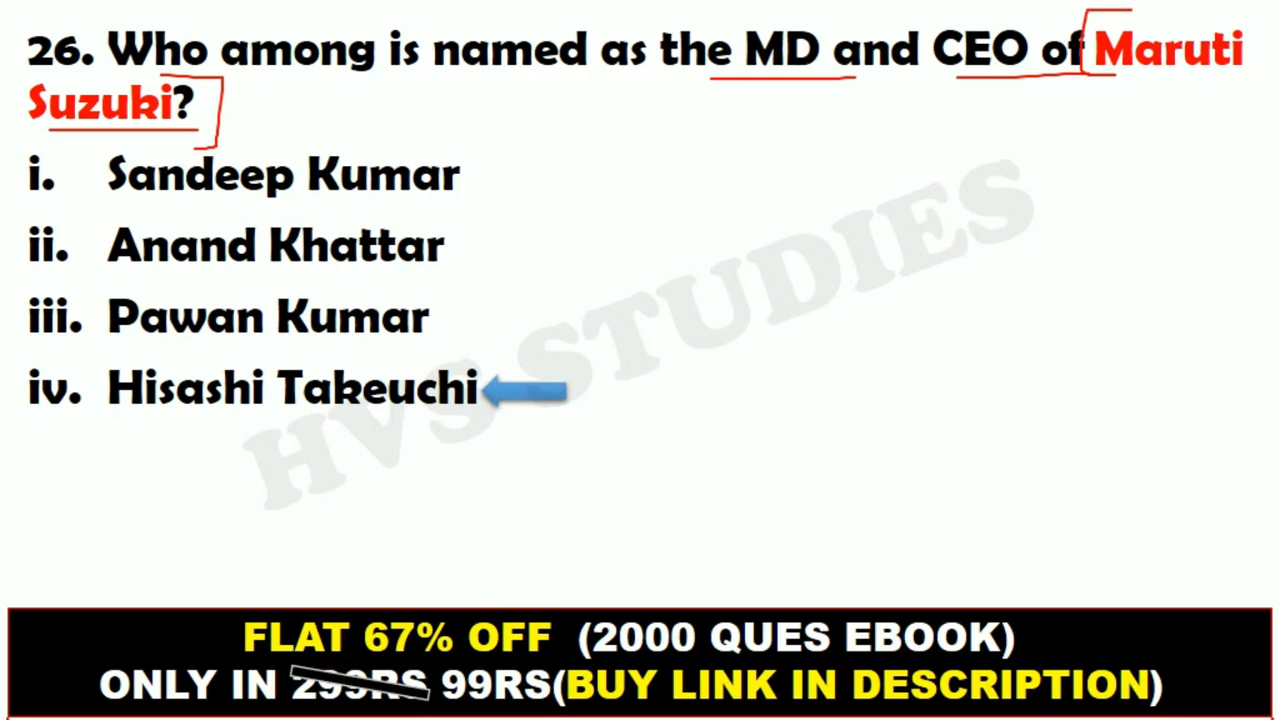 26. Who among is named as the MD and CEO of Maruti
Suzuki?
i. Sandeep Kumar
ii. Anand Khattar
iii. Pawan Kumar
iv. Hisashi Takeuchi
HVS STUDIES
FLAT 67% OFF (2000 QUES EBOOK)
ONLY IN 299RS 99RS(BUY LINK IN DESCRIPTION)